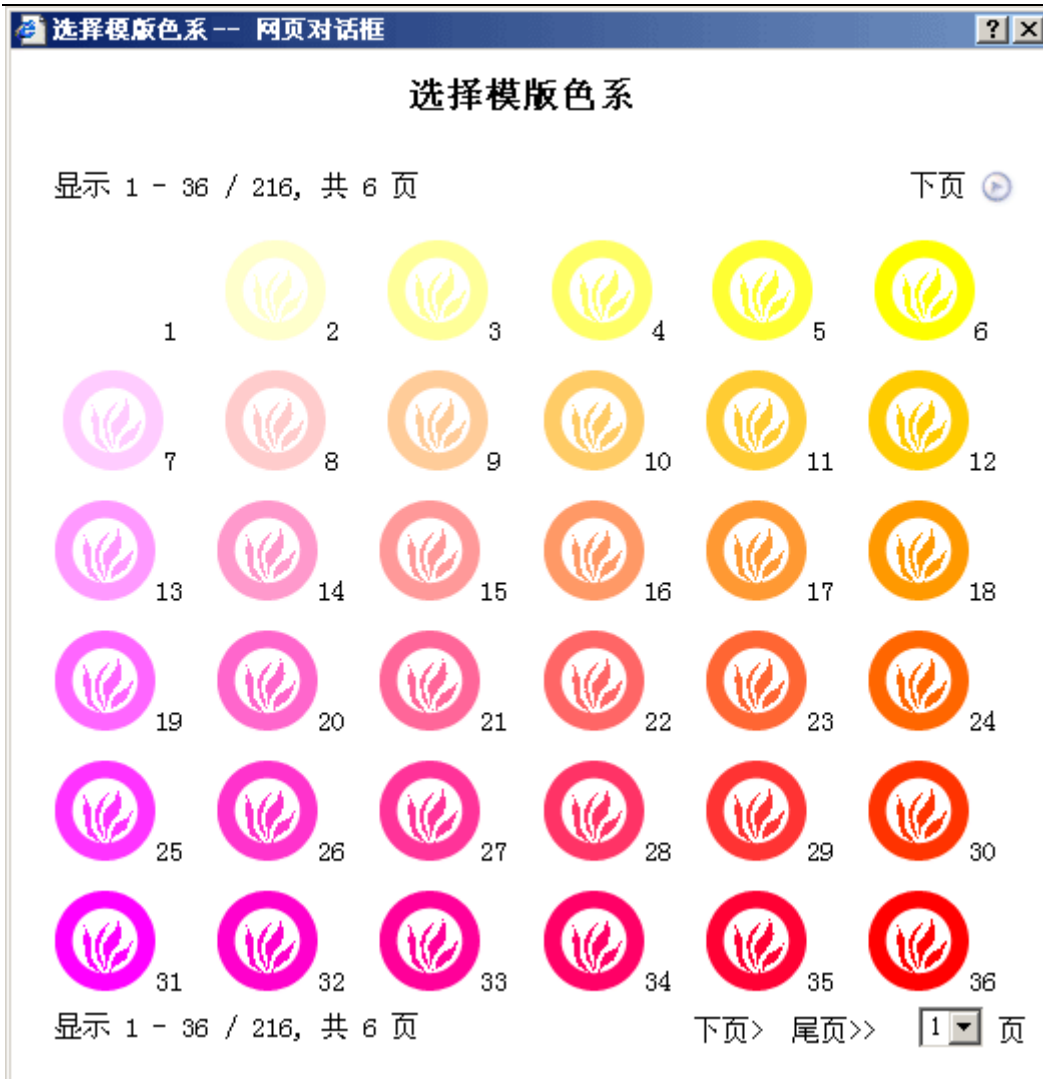 选择模版色系-- 网页对话框
选择模版色系
显示 1 - 36 / 216, 共 6 页 下页
1 2 3 4 5 6
7 8 9 10 11 12
13 14 15 16 17 18
19 20 21 22 23 24
25 26 27 28 29 30
31 32 33 34 35 36
显示 1 - 36 / 216, 共 6 页 下页> 尾页>> 1 页